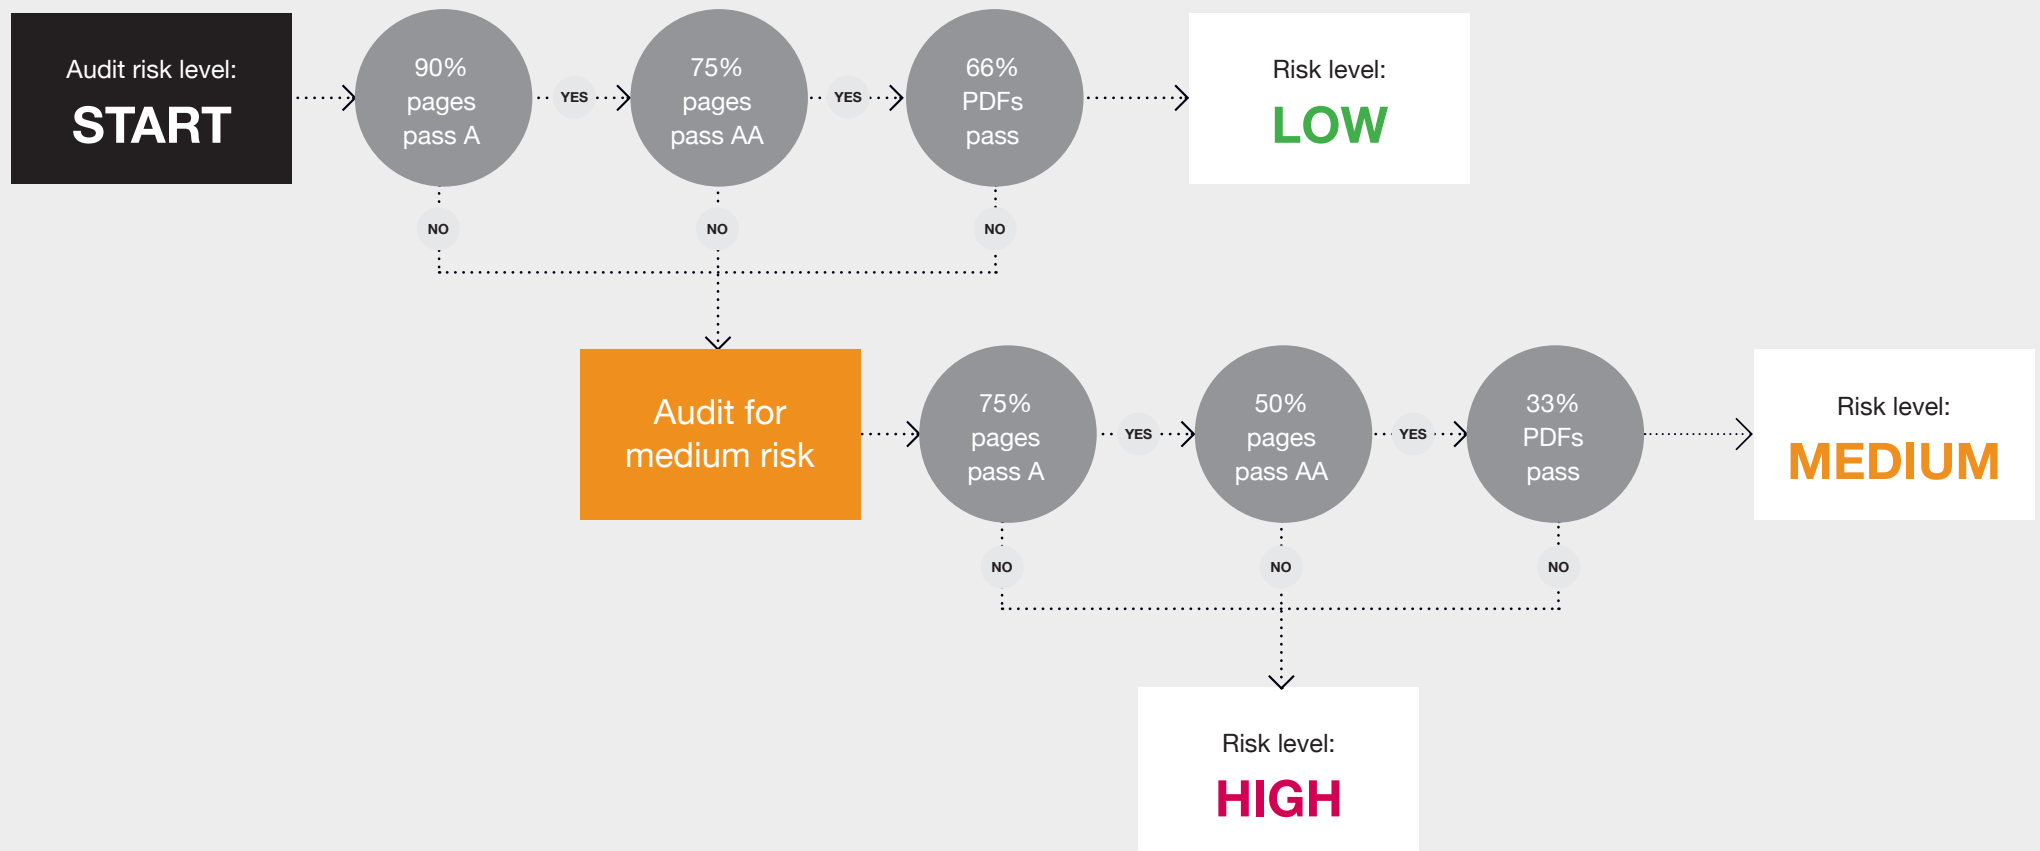 Audit risk level:
START
90%
pages
pass A
YES
75%
pages
pass AA
YES
66%
PDFs
pass
Risk level:
LOW
NO
NO
NO
Audit for
medium risk
75%
pages
pass A
YES
50%
pages
pass AA
YES
33%
PDFs
pass
Risk level:
MEDIUM
NO
NO
NO
Risk level:
HIGH